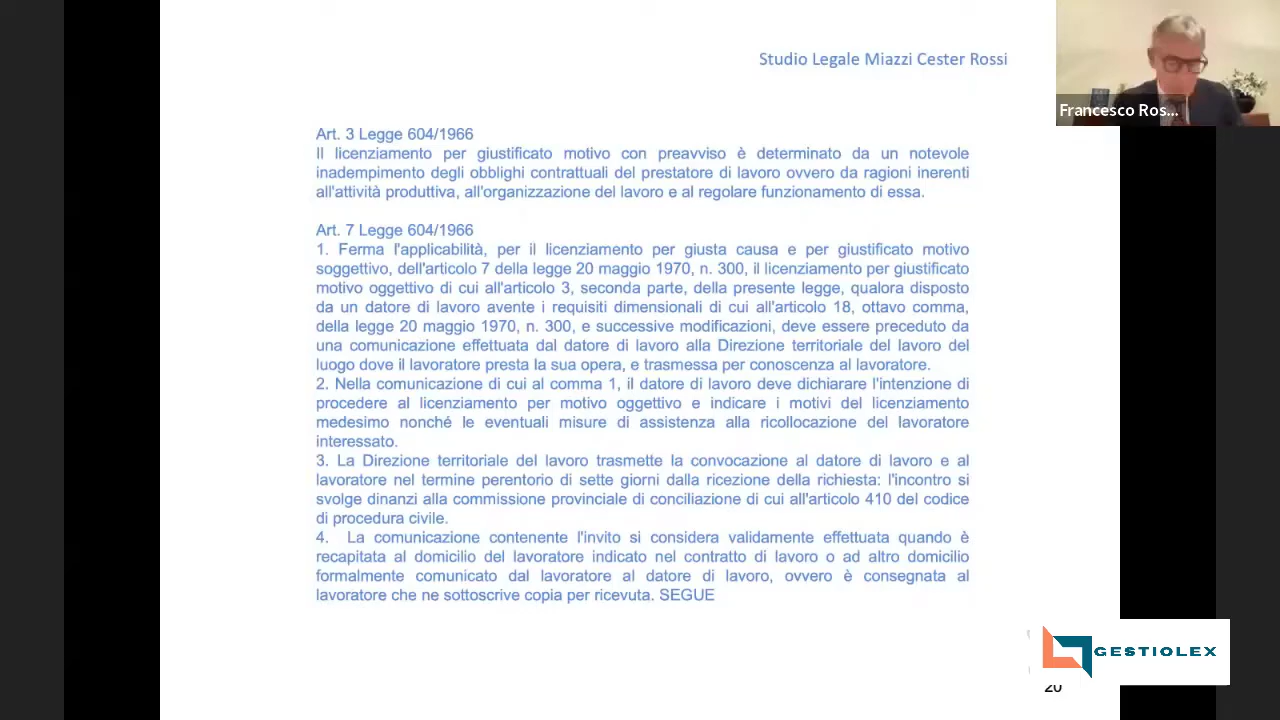 Studio Legale Miazzi Cester Rossi
Francesco Ros...
Art. 3 Legge 604/1966
Il licenziamento per giustificato motivo con preavviso è determinato da un notevole
inadempimento degli obblighi contrattuali del prestatore di lavoro ovvero da ragioni inerenti
all'attività produttiva, all'organizzazione del lavoro e al regolare funzionamento di essa.
Art. 7 Legge 604/1966
1. Ferma l'applicabilità, per il licenziamento per giusta causa e per giustificato motivo
soggettivo, dell'articolo 7 della legge 20 maggio 1970, n. 300, il licenziamento per giustificato
motivo oggettivo di cui all'articolo 3, seconda parte, della presente legge, qualora disposto
da un datore di lavoro avente i requisiti dimensionali di cui all'articolo 18, ottavo comma,
della legge 20 maggio 1970, n. 300, e successive modificazioni, deve essere preceduto da
una comunicazione effettuata dal datore di lavoro alla Direzione territoriale del lavoro del
luogo dove il lavoratore presta la sua opera, e trasmessa per conoscenza al lavoratore.
2. Nella comunicazione di cui al comma 1, il datore di lavoro deve dichiarare l'intenzione di
procedere al licenziamento per motivo oggettivo e indicare i motivi del licenziamento
medesimo nonché le eventuali misure di assistenza alla ricollocazione del lavoratore
interessato.
3. La Direzione territoriale del lavoro trasmette la convocazione al datore di lavoro e al
lavoratore nel termine perentorio di sette giorni dalla ricezione della richiesta: l'incontro si
svolge dinanzi alla commissione provinciale di conciliazione di cui all'articolo 410 del codice
di procedura civile.
4. La comunicazione contenente l'invito si considera validamente effettuata quando è
recapitata al domicilio del lavoratore indicato nel contratto di lavoro o ad altro domicilio
formalmente comunicato dal lavoratore al datore di lavoro, ovvero è consegnata al
lavoratore che ne sottoscrive copia per ricevuta. SEGUE
GESTIOLEX
20